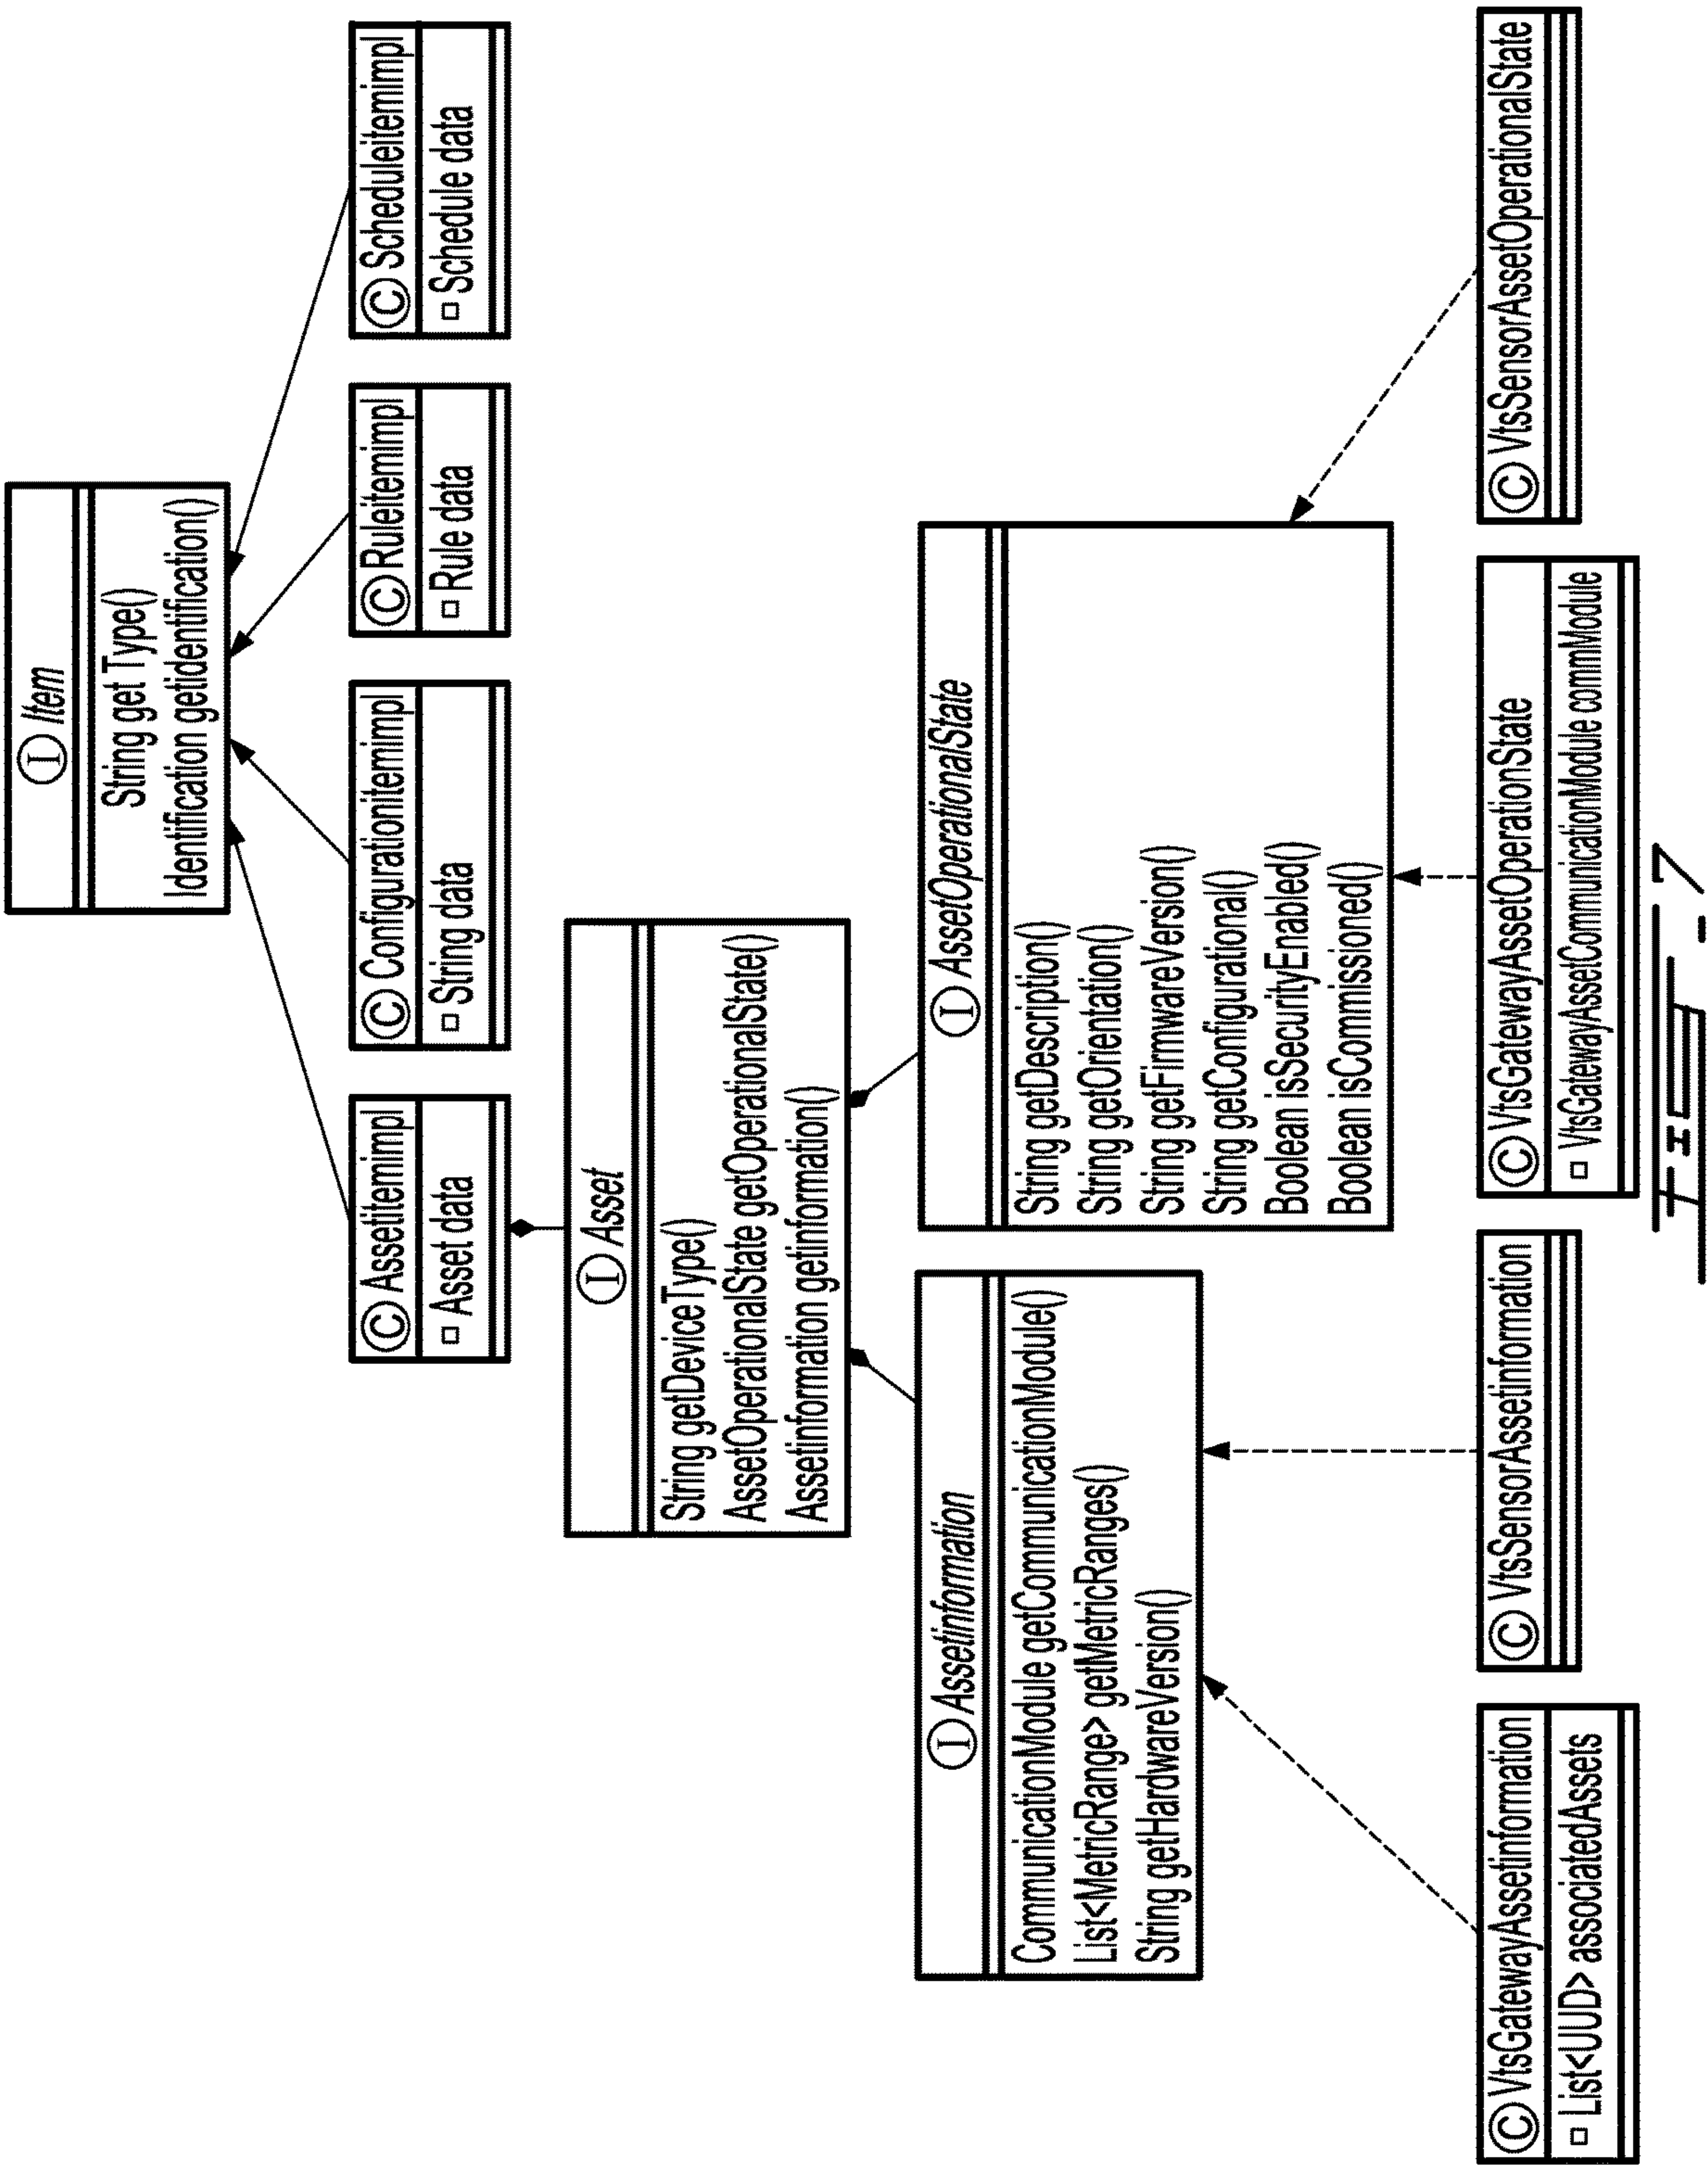 I Item
String get Type()
Identification getidentification()
C Assetitemimpl
Asset data
C Configurationitemimpl
String data
C Ruleitemimpl
Rule data
C Scheduleitemimpl
Schedule data
I Asset
String getDeviceType()
AssetOperationalState getOperationalState()
Assetinformation getinformation()
I Assetinformation
CommunicationModule getCommunicationModule()
List<MetricRange> getMetricRanges()
String getHardwareVersion()
I AssetOperationalState
String getDescription()
String getOrientation()
String getFirmwareVersion()
String getConfigurational()
Boolean isSecurityEnabled()
Boolean isCommissioned()
C VtsGatewayAssetinformation
List<UUD> associatedAssets
C VtsSensorAssetinformation
C VtsGatewayAssetOperationState
VtsGatewayAssetCommunicationModule commModule
C VtsSensorAssetOperationalState
Fig. 7